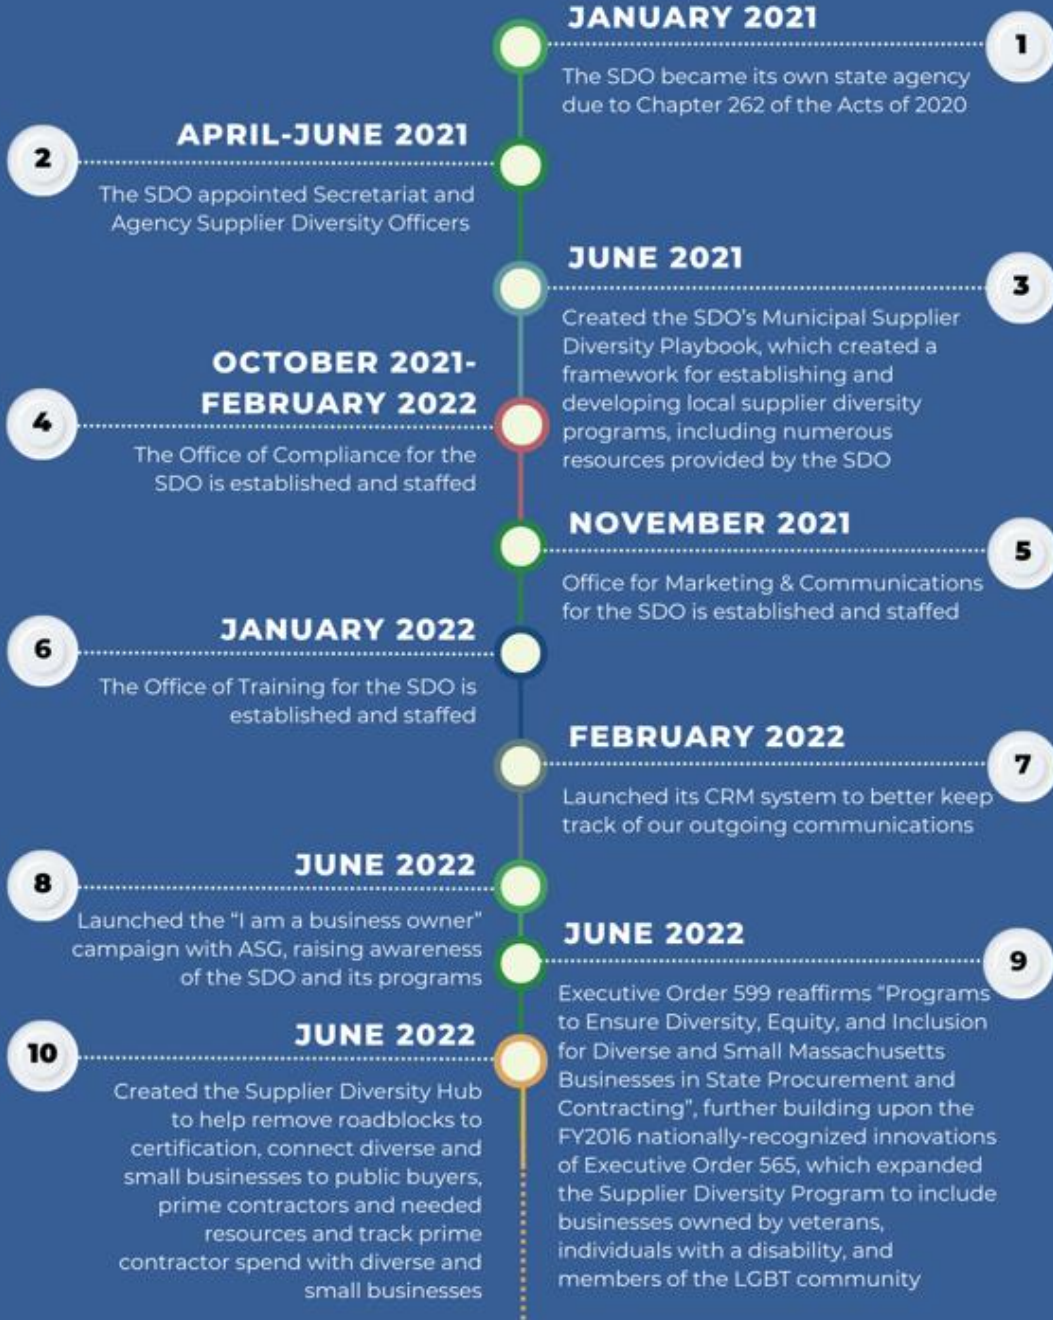 JANUARY 2021
1
The SDO became its own state agency
due to Chapter 262 of the Acts of 2020
APRIL-JUNE 2021
2
The SDO appointed Secretariat and
Agency Supplier Diversity Officers
JUNE 2021
3
Created the SDO's Municipal Supplier
Diversity Playbook, which created a
framework for establishing and
developing local supplier diversity
programs, including numerous
resources provided by the SDO
OCTOBER 2021-
FEBRUARY 2022
4
The Office of Compliance for the
SDO is established and staffed
NOVEMBER 2021
5
Office for Marketing & Communications
for the SDO is established and staffed
JANUARY 2022
6
The Office of Training for the SDO is
established and staffed
FEBRUARY 2022
7
Launched its CRM system to better keep
track of our outgoing communications
JUNE 2022
8
Launched the "I am a business owner"
campaign with ASG, raising awareness
of the SDO and its programs
JUNE 2022
9
Executive Order 599 reaffirms "Programs
to Ensure Diversity, Equity, and Inclusion
for Diverse and Small Massachusetts
Businesses in State Procurement and
Contracting", further building upon the
FY2016 nationally-recognized innovations
of Executive Order 565, which expanded
the Supplier Diversity Program to include
businesses owned by veterans,
individuals with a disability, and
members of the LGBT community
JUNE 2022
10
Created the Supplier Diversity Hub
to help remove roadblocks to
certification, connect diverse and
small businesses to public buyers,
prime contractors and needed
resources and track prime
contractor spend with diverse and
small businesses